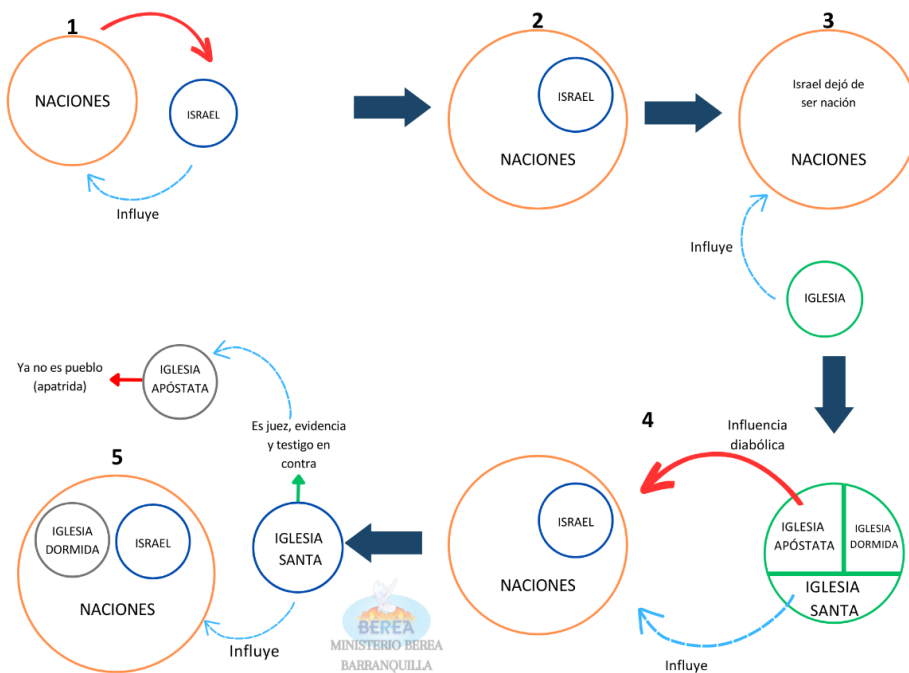 1
NACIONES
ISRAEL
Influye
2
ISRAEL
NACIONES
3
Israel dejó de
ser nación
NACIONES
Influye
IGLESIA
4
Influencia
diabólica
IGLESIA
APÓSTATA
IGLESIA
DORMIDA
IGLESIA
SANTA
ISRAEL
NACIONES
Influye
5
Ya no es pueblo
(apatrida)
IGLESIA
APÓSTATA
Es juez, evidencia
y testigo en
contra
IGLESIA
DORMIDA
ISRAEL
NACIONES
IGLESIA
SANTA
Influye
BEREA
MINISTERIO BEREA
BARRANQUILLA